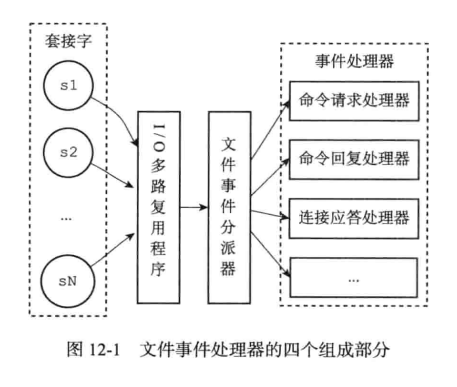 套接字
s1
s2
...
sN
I/O多路复用程序
文件事件分派器
事件处理器
命令请求处理器
命令回复处理器
连接应答处理器
...
图 12-1 文件事件处理器的四个组成部分